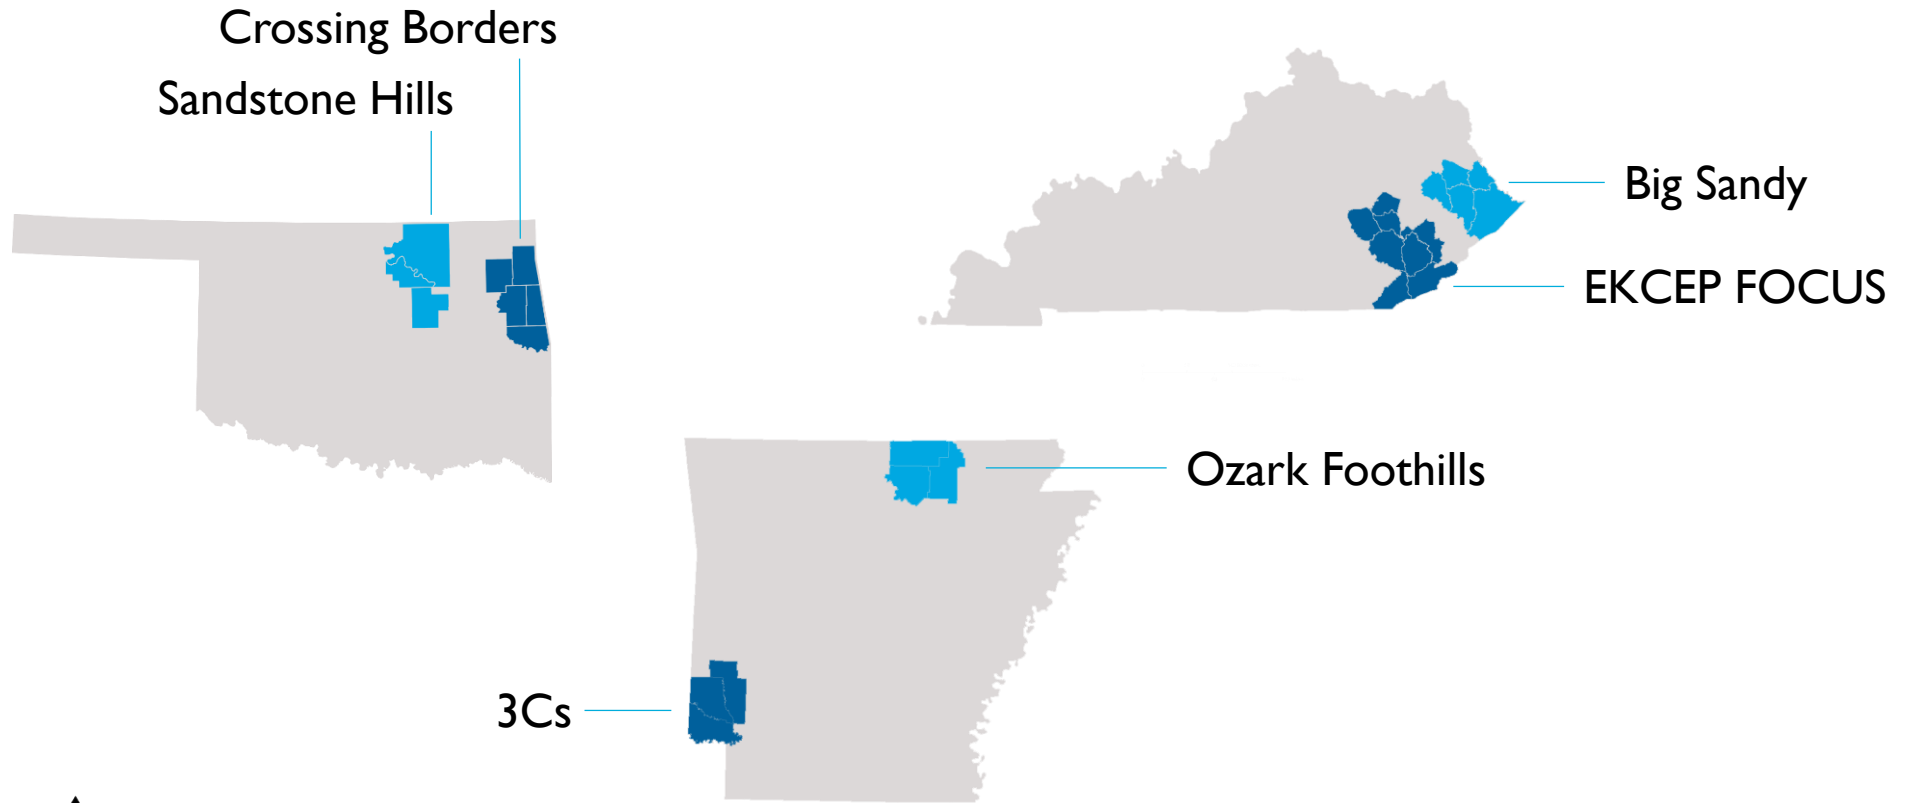 Crossing Borders
Sandstone Hills
Big Sandy
EKCEP FOCUS
Ozark Foothills
3Cs